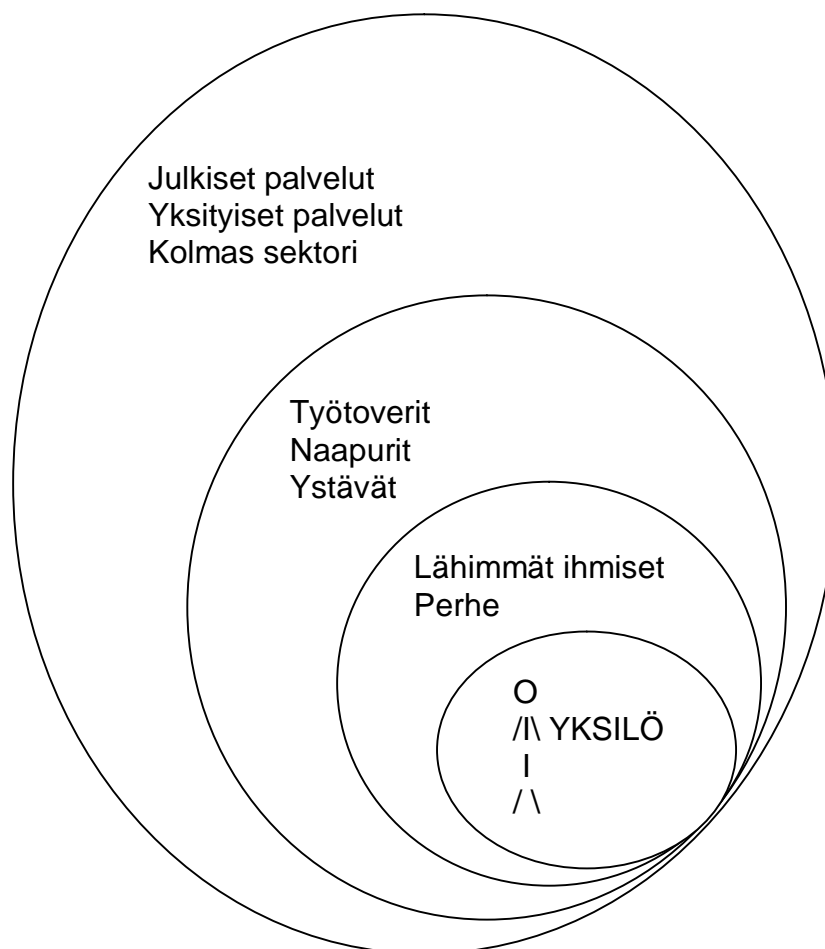 Julkiset palvelut
Yksityiset palvelut
Kolmas sektori
Työtoverit
Naapurit
Ystävät
Lähimmät ihmiset
Perhe
O
/I\ YKSILÖ
I
/ \